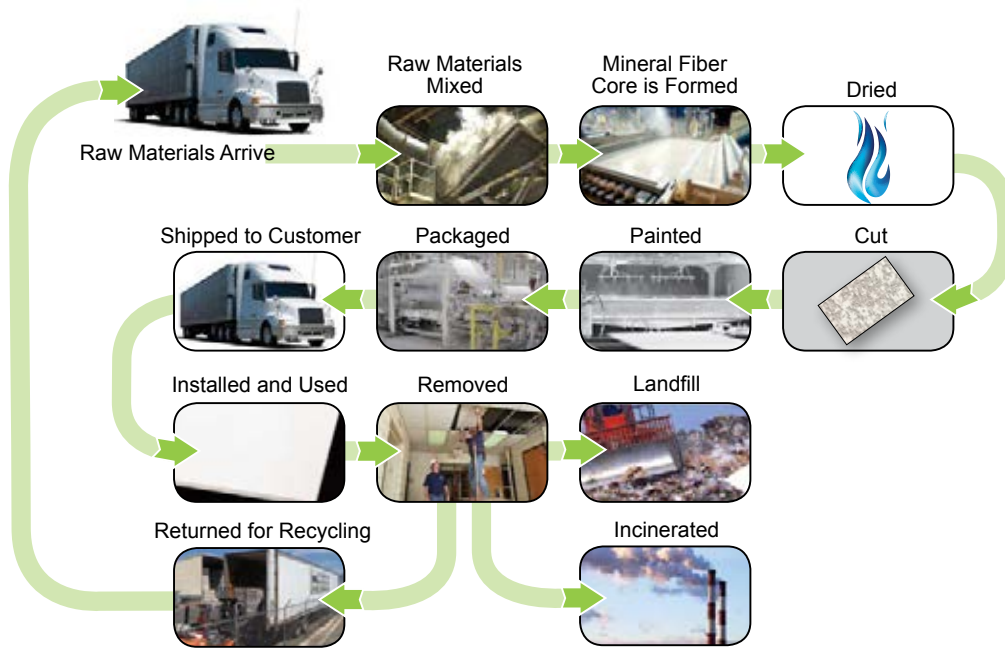 Raw Materials
Mixed
Mineral Fiber
Core is Formed
Dried
Raw Materials Arrive
Shipped to Customer
Packaged
Painted
Cut
Installed and Used
Removed
Landfill
Returned for Recycling
Incinerated